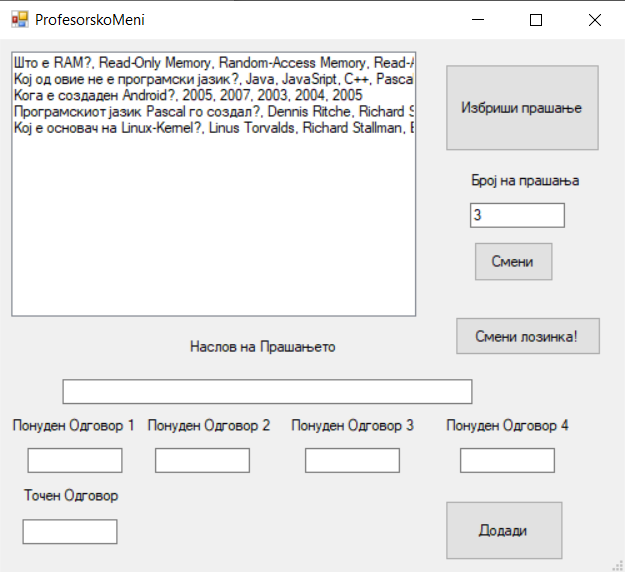 ProfesorskoMeni
Што е RAM?, Read-Only Memory, Random-Access Memory, Read-A
Кој од овие не е програмски јазик?, Java, JavaSript, C++, Pascal
Кога е создаден Android?, 2005, 2007, 2003, 2004, 2005
Програмскиот јазик Pascal го создал?, Dennis Ritche, Richard S
Кој е основач на Linux-Kernel?, Linus Torvalds, Richard Stallman, B
Избриши прашање
Број на прашања
3
Смени
Смени лозинка!
Наслов на Прашањето
Понуден Одговор 1 Понуден Одговор 2 Понуден Одговор 3 Понуден Одговор 4
Точен Одговор
Додади